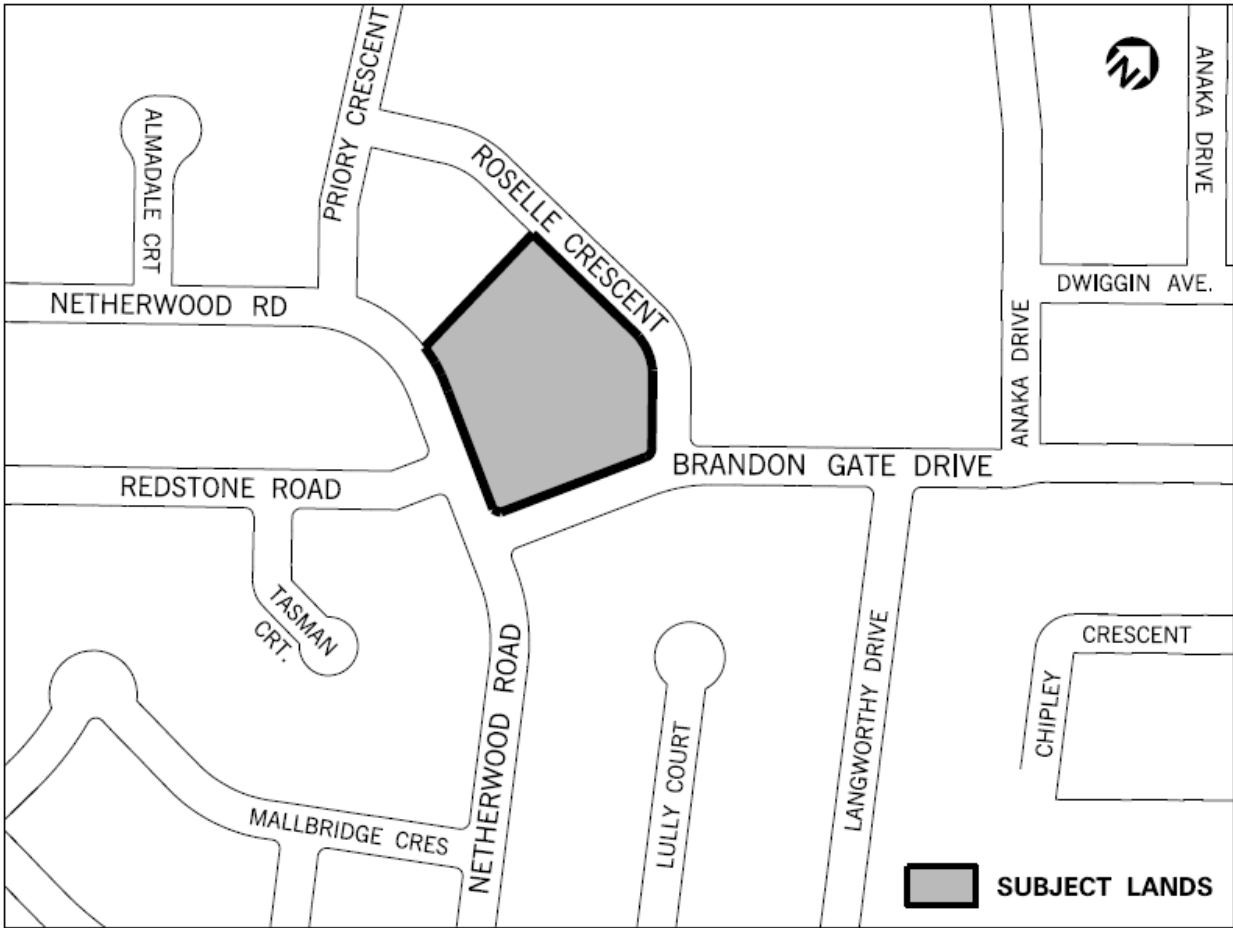 PRIORY CRESCENT
ANAKA DRIVE
N
ALMADALE CRT
ROSELLE CRESCENT
DWIGGIN AVE.
NETHERWOOD RD
ANAKA DRIVE
BRANDON GATE DRIVE
REDSTONE ROAD
TASMAN
CRT.
NETHERWOOD ROAD
LULLY COURT
LANGWORTHY DRIVE
CRESCENT
CHIPLEY
MALLBRIDGE CRES
SUBJECT LANDS